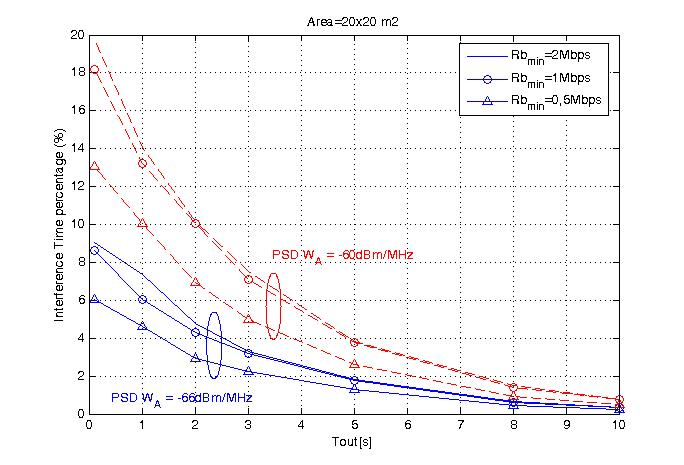 Area=20x20 m2
Interference Time percentage (%)
20
18
16
14
12
10
8
6
4
2
0
Rb_min=2Mbps
Rb_min=1Mbps
Rb_min=0,5Mbps
PSD W_A = -60dBm/MHz
PSD W_A = -66dBm/MHz
0 1 2 3 4 5 6 7 8 9 10
Tout[s]